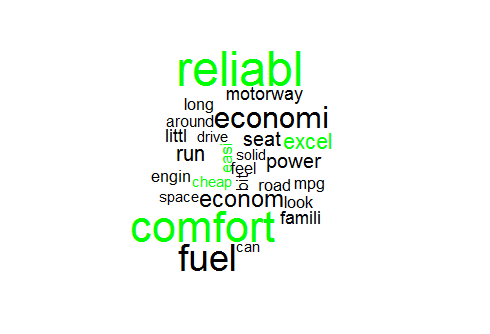 reliabl
motorway
long
around
economi
littl
drive
seat
excel
run
easi
solid
power
feel
engin
cheap
bit
road
mpg
space
econom
look
comfort
famili
fuel
can